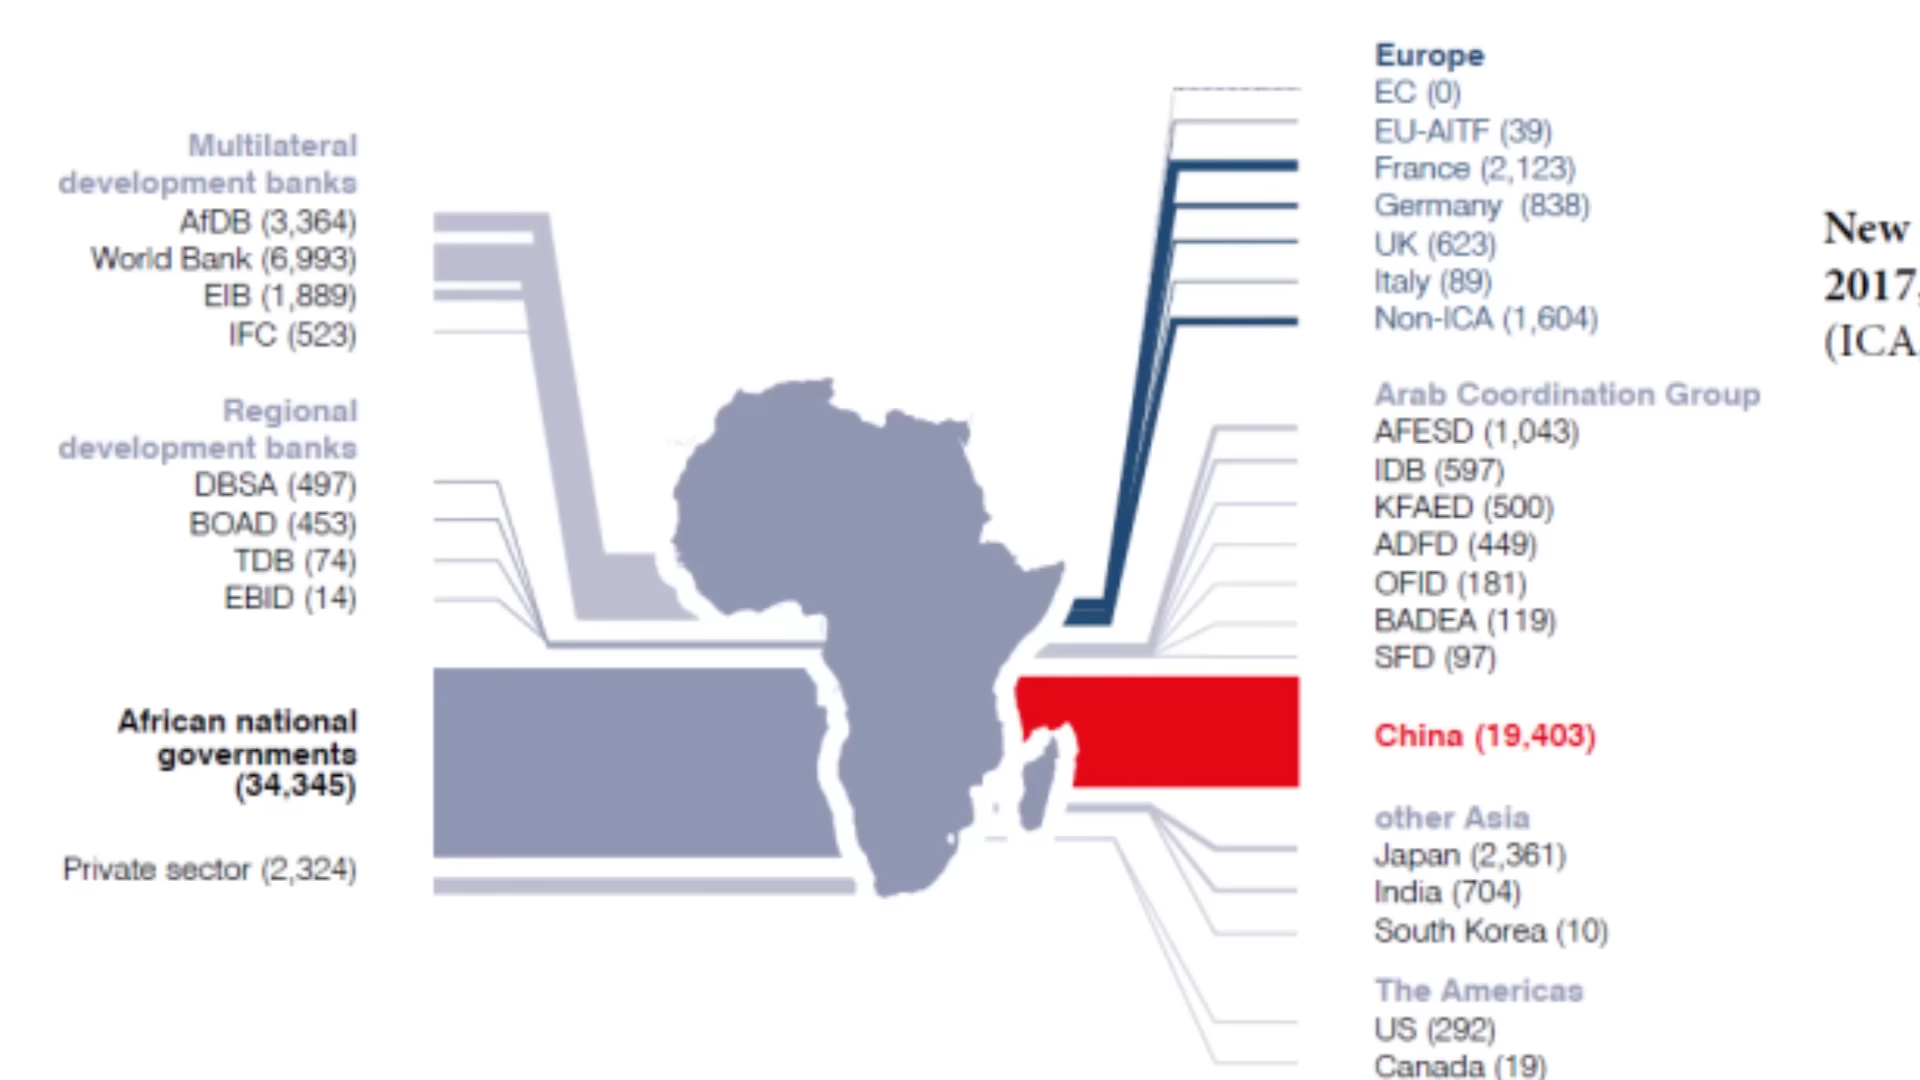 Multilateral
development banks
AfDB (3,364)
World Bank (6,993)
EIB (1,889)
IFC (523)
Regional
development banks
DBSA (497)
BOAD (453)
TDB (74)
EBID (14)
African national
governments
(34,345)
Private sector (2,324)
Europe
EC (0)
EU-AITF (39)
France (2,123)
Germany (838)
UK (623)
Italy (89)
Non-ICA (1,604)
Arab Coordination Group
AFESD (1,043)
IDB (597)
KFAED (500)
ADFD (449)
OFID (181)
BADEA (119)
SFD (97)
China (19,403)
other Asia
Japan (2,361)
India (704)
South Korea (10)
The Americas
US (292)
Canada (19)
New
2017,
(ICA